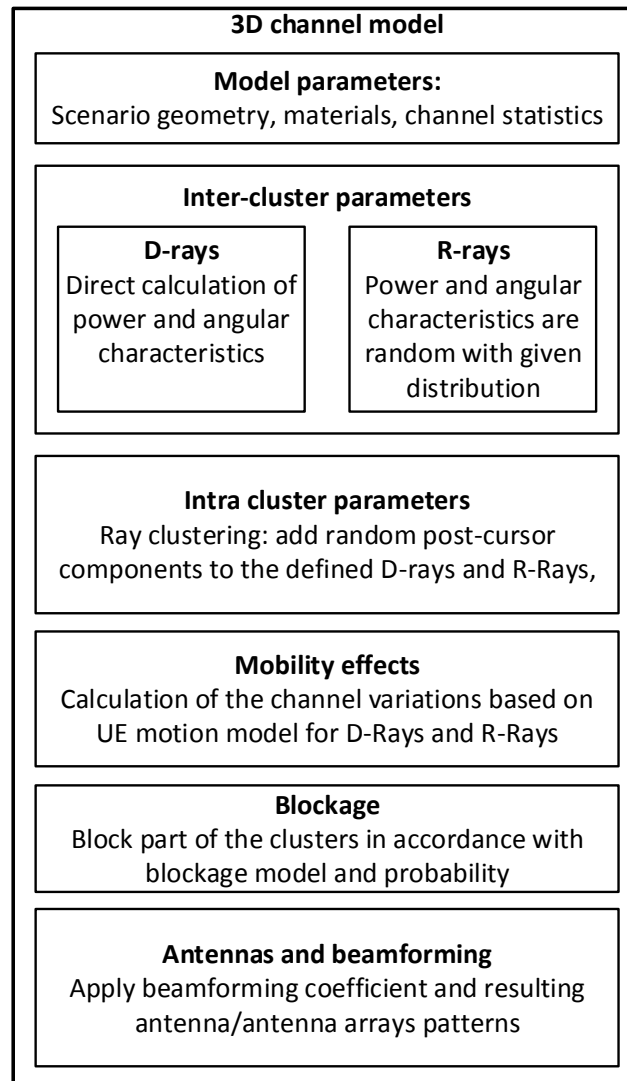 3D channel model
Model parameters:
Scenario geometry, materials, channel statistics
Inter-cluster parameters
D-rays
Direct calculation of
power and angular
characteristics
R-rays
Power and angular
characteristics are
random with given
distribution
Intra cluster parameters
Ray clustering: add random post-cursor
components to the defined D-rays and R-Rays,
Mobility effects
Calculation of the channel variations based on
UE motion model for D-Rays and R-Rays
Blockage
Block part of the clusters in accordance with
blockage model and probability
Antennas and beamforming
Apply beamforming coefficient and resulting
antenna/antenna arrays patterns